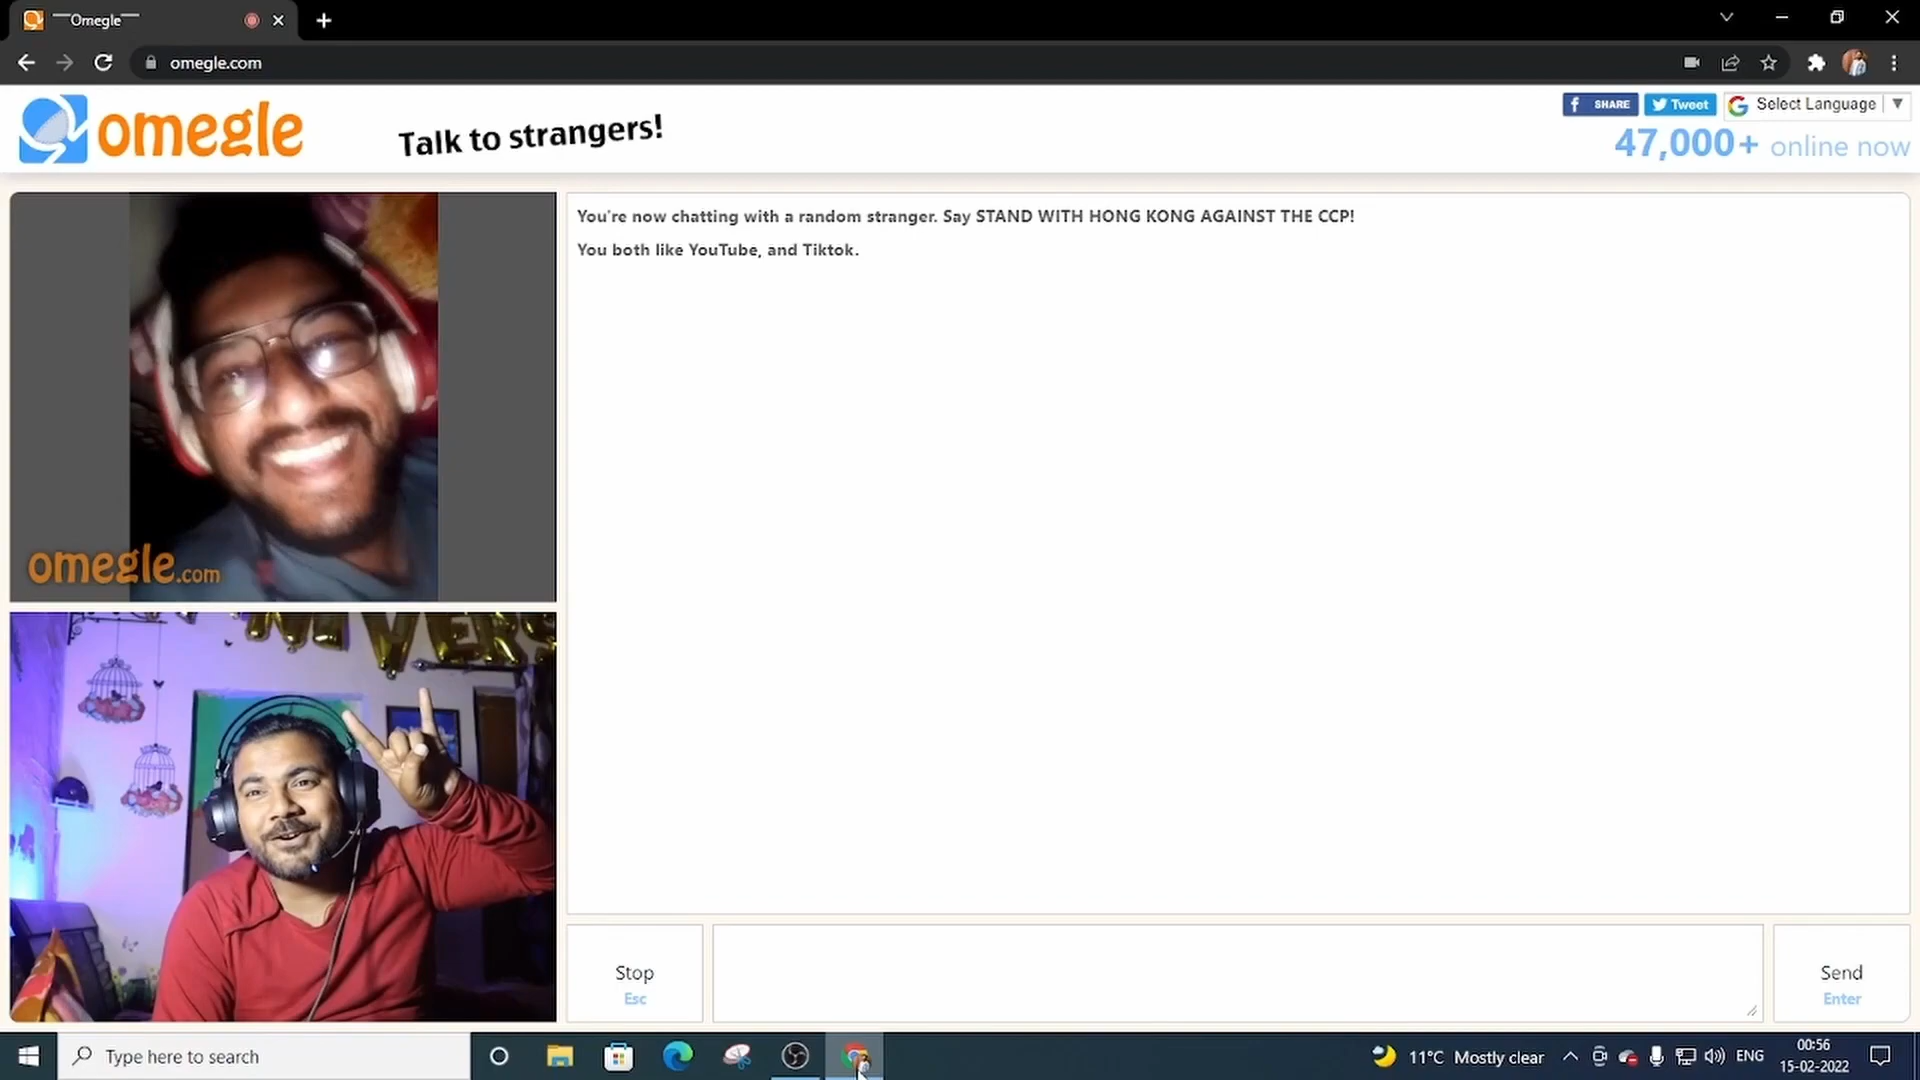 Omegle
omegle.com
omegle
Talk to strangers!
SHARE
Tweet
Select Language
47,000+ online now
You're now chatting with a random stranger. Say STAND WITH HONG KONG AGAINST THE CCP!
You both like YouTube, and Tiktok.
omegle.com
NIVERS
Stop
Esc
Send
Enter
Type here to search
11°C Mostly clear
ENG
00:56
15-02-2022